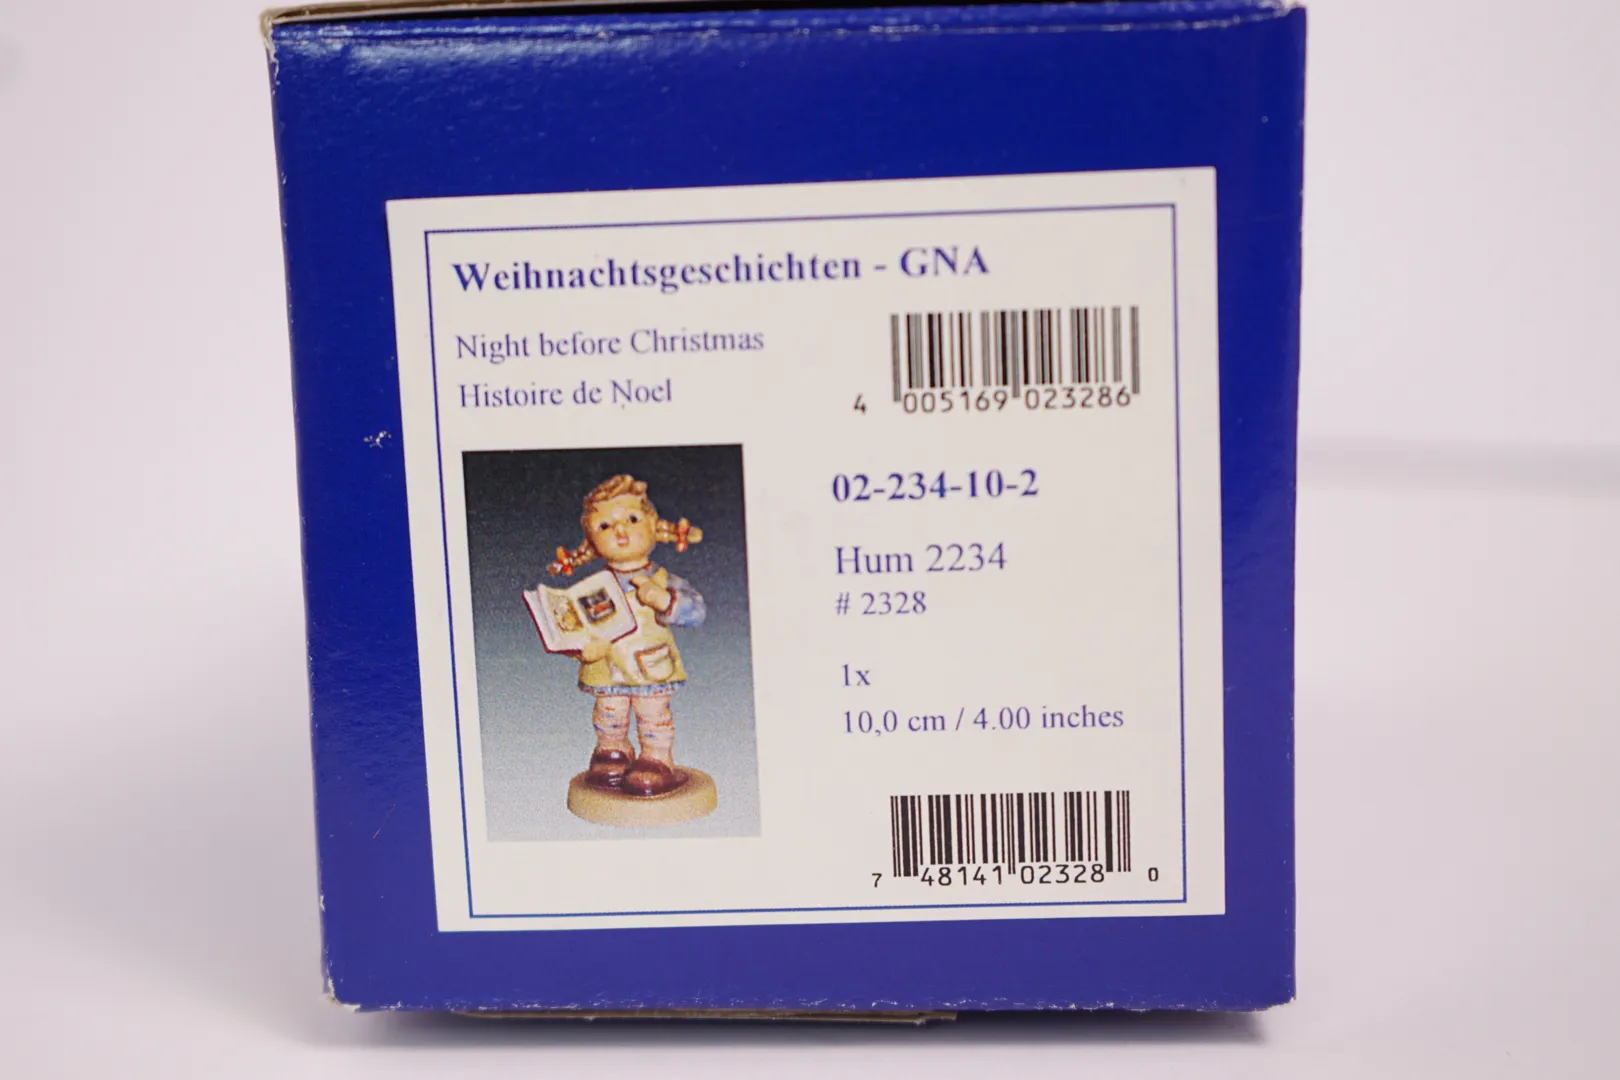 Weihnachtsgeschichten - GNA
Night before Christmas
Histoire de Noel
4 005169 023286
02-234-10-2
Hum 2234
# 2328
1x
10,0 cm / 4.00 inches
7 48141 02328 0